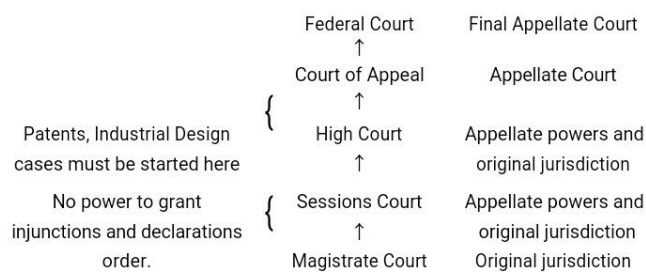 Federal Court Final Appellate Court
↑
Court of Appeal Appellate Court
{ ↑
Patents, Industrial Design High Court Appellate powers and
cases must be started here ↑ original jurisdiction
No power to grant { Sessions Court Appellate powers and
injunctions and declarations ↑ original jurisdiction
order. Magistrate Court Original jurisdiction